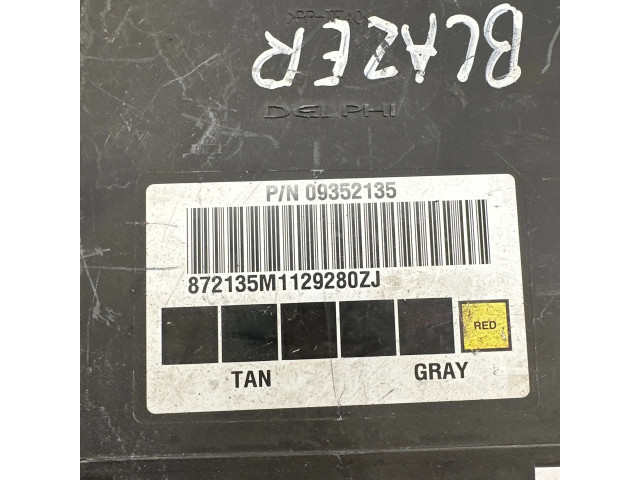 BLAZER
DELPHI
P/N 09352135
872135M1129280ZJ
RED
TAN GRAY